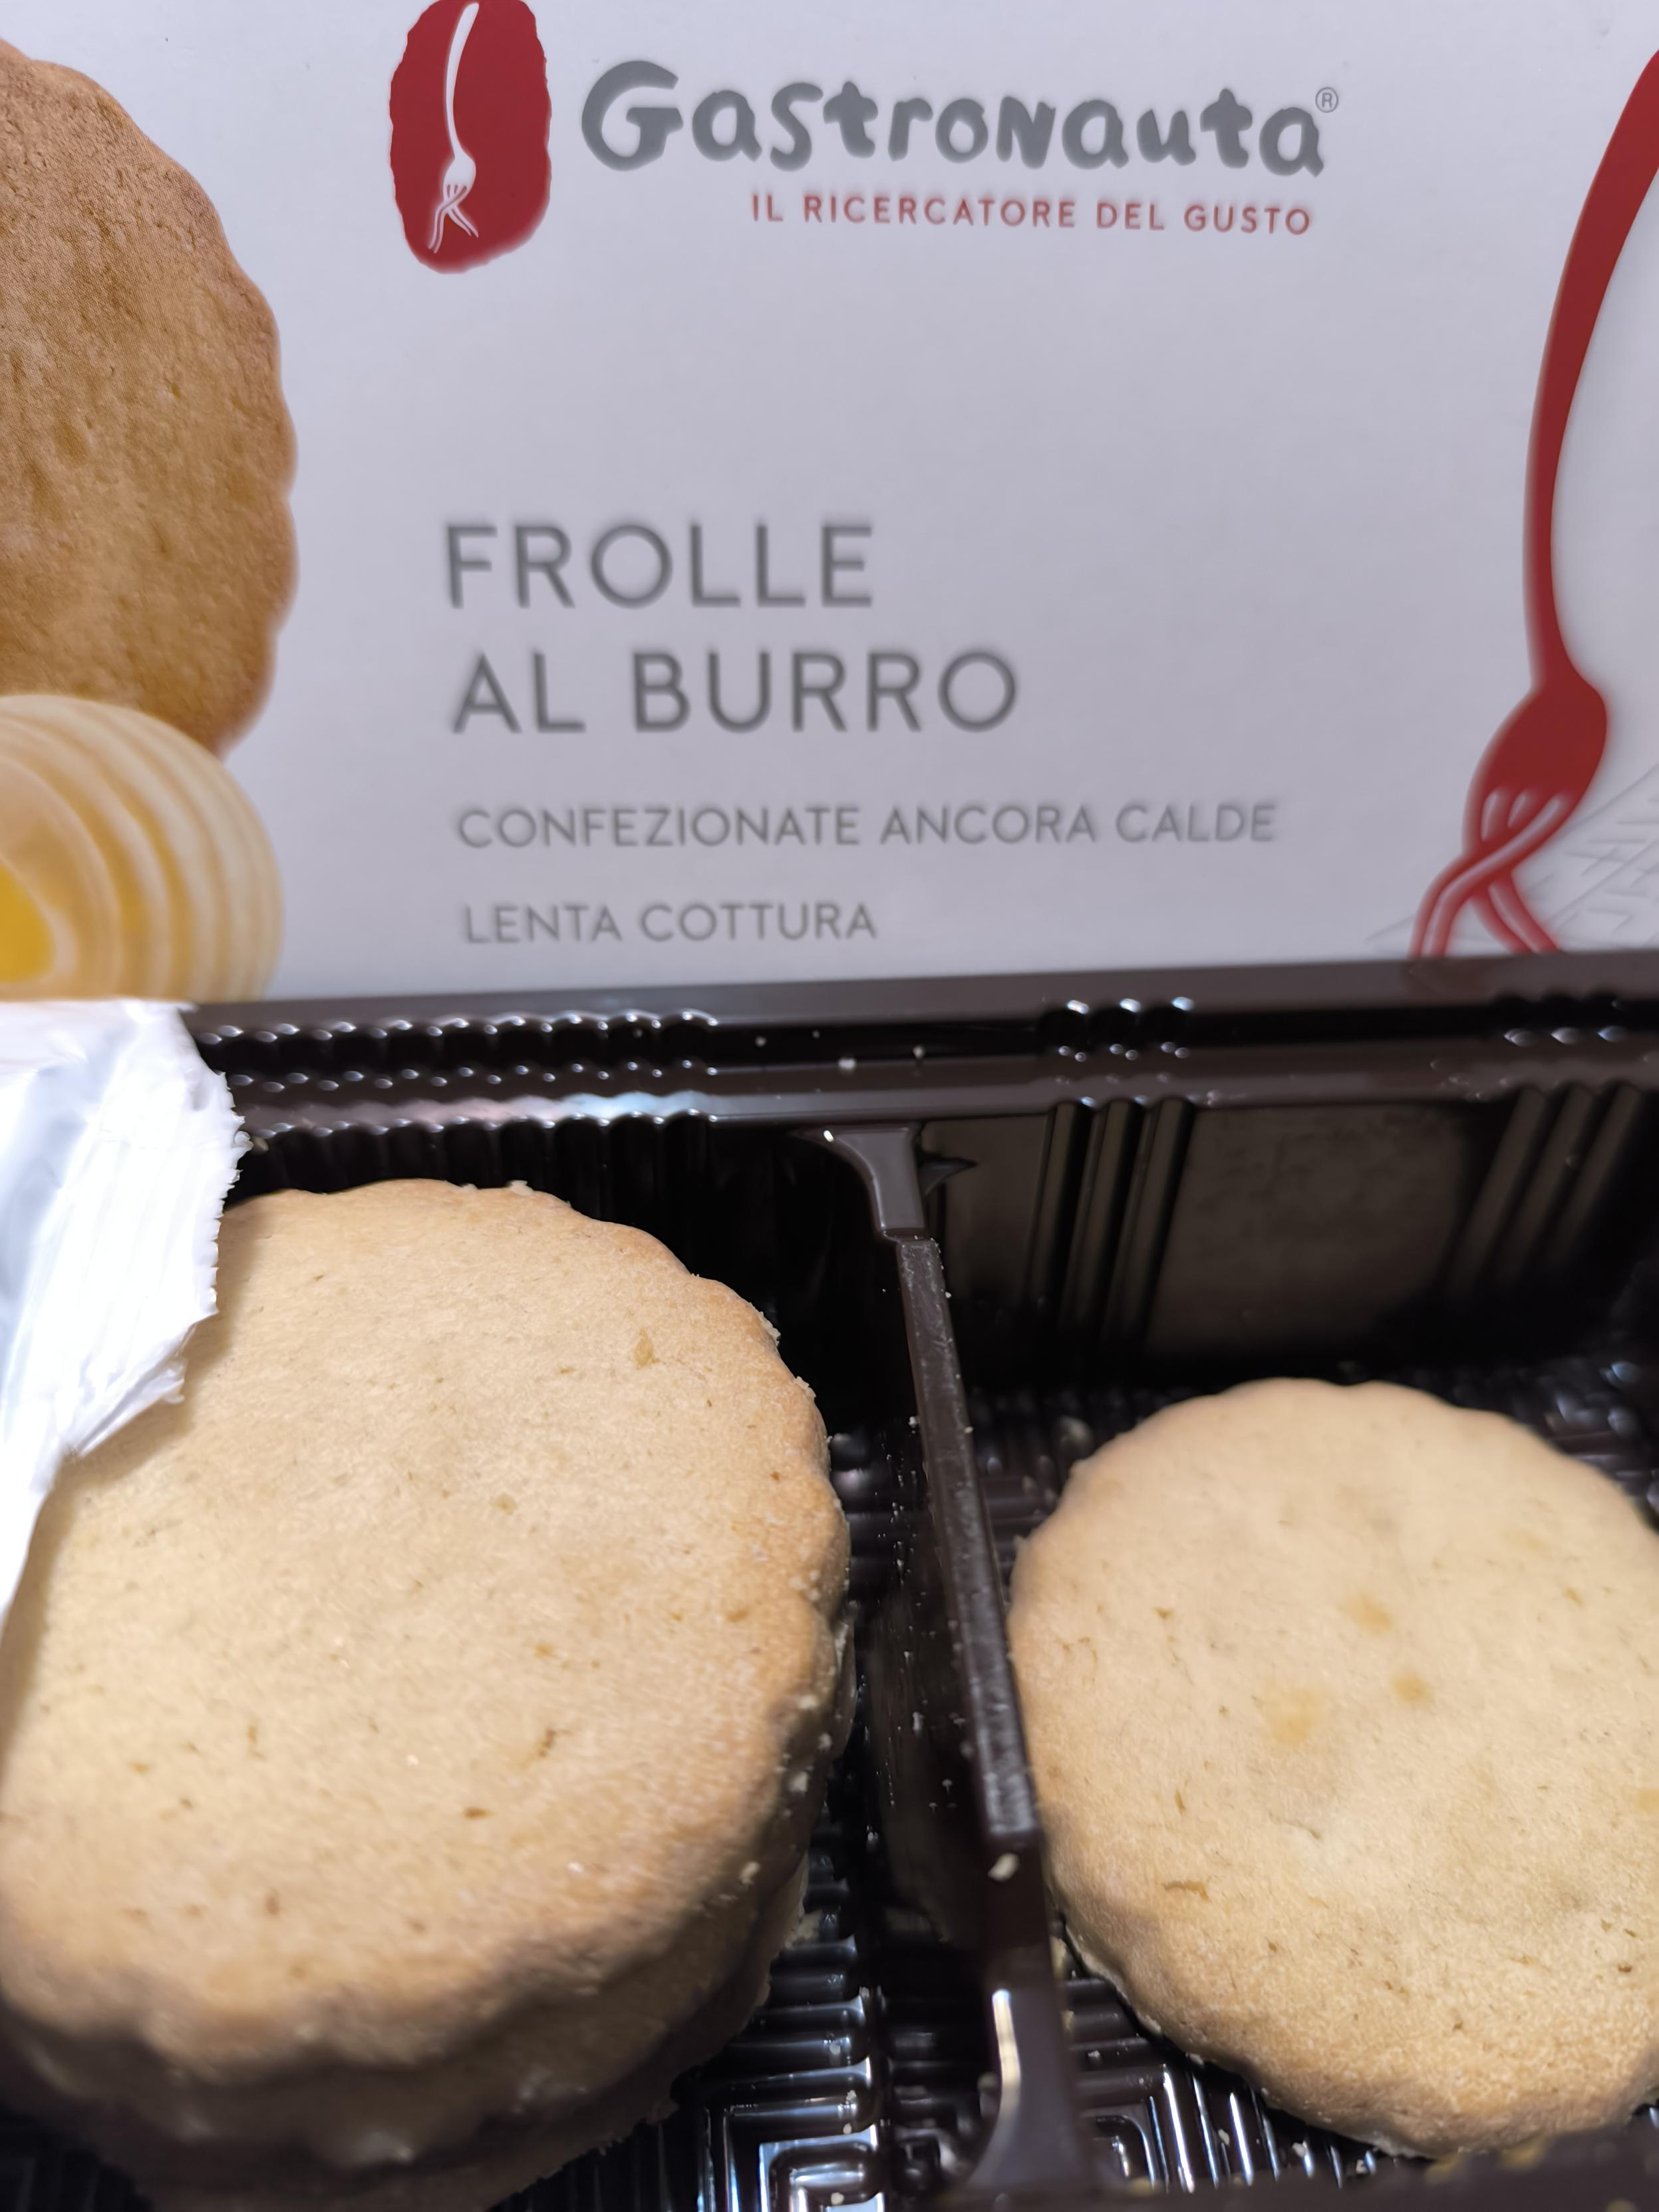 Gastronauta®
IL RICERCATORE DEL GUSTO
FROLLE
AL BURRO
CONFEZIONATE ANCORA CALDE
LENTA COTTURA